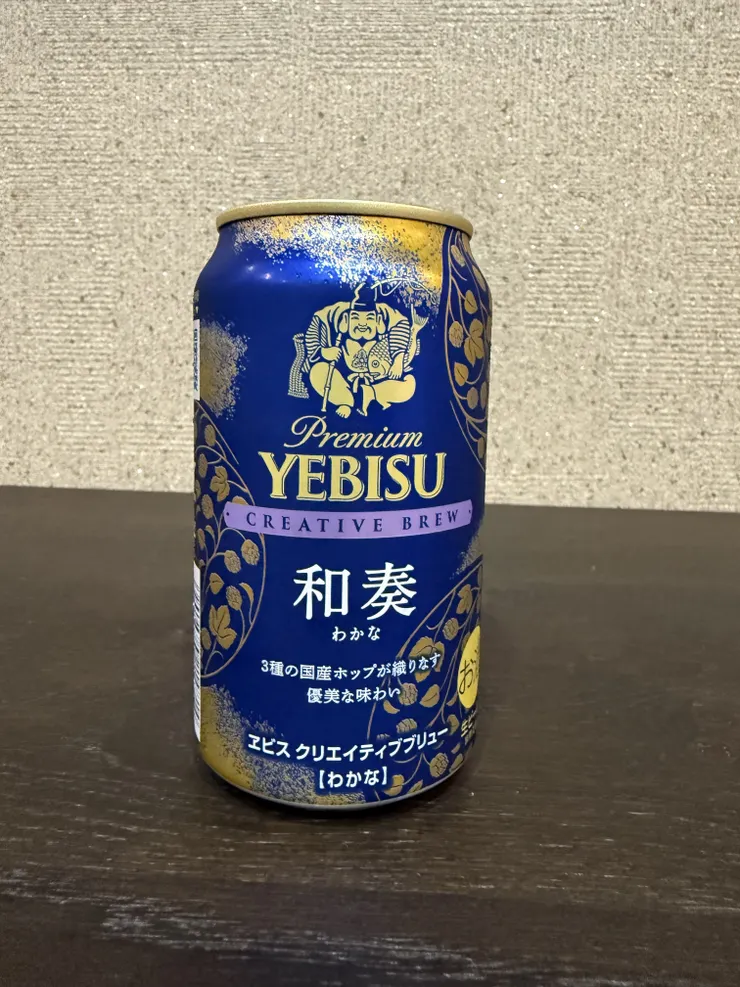 Premium
YEBISU
CREATIVE BREW
和奏
わかな
3種の国産ホップが織りなす
優美な味わい
ヱビス クリエイティブブリュー
【わかな】